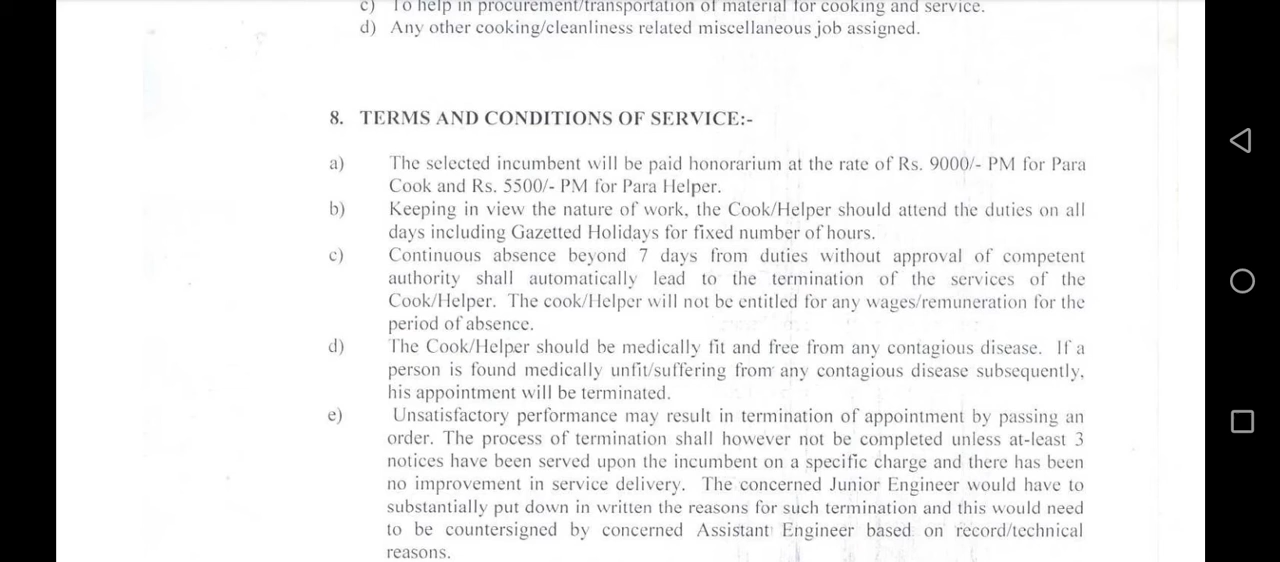 c) To help in procurement/transportation of material for cooking and service.
d) Any other cooking/cleanliness related miscellaneous job assigned.
8. TERMS AND CONDITIONS OF SERVICE:-
a) The selected incumbent will be paid honorarium at the rate of Rs. 9000/- PM for Para
Cook and Rs. 5500/- PM for Para Helper.
b) Keeping in view the nature of work, the Cook/Helper should attend the duties on all
days including Gazetted Holidays for fixed number of hours.
c) Continuous absence beyond 7 days from duties without approval of competent
authority shall automatically lead to the termination of the services of the
Cook/Helper. The cook/Helper will not be entitled for any wages/remuneration for the
period of absence.
d) The Cook/Helper should be medically fit and free from any contagious disease. If a
person is found medically unfit/suffering from any contagious disease subsequently,
his appointment will be terminated.
e) Unsatisfactory performance may result in termination of appointment by passing an
order. The process of termination shall however not be completed unless at-least 3
notices have been served upon the incumbent on a specific charge and there has been
no improvement in service delivery. The concerned Junior Engineer would have to
substantially put down in written the reasons for such termination and this would need
to be countersigned by concerned Assistant Engineer based on record/technical
reasons.